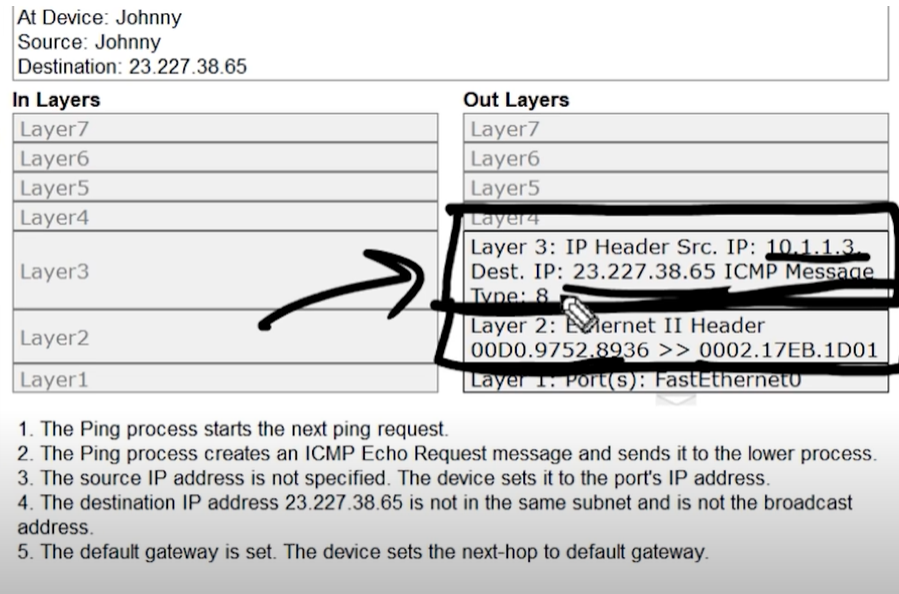 At Device: Johnny
Source: Johnny
Destination: 23.227.38.65
In Layers
Out Layers
Layer7
Layer6
Layer5
Layer4
Layer3
Layer2
Layer1
Layer7
Layer6
Layer5
Layer4
Layer 3: IP Header Src. IP: 10.1.1.3,
Dest. IP: 23.227.38.65 ICMP Message
Type: 8
Layer 2: Ethernet II Header
00D0.9752.8936 >> 0002.17EB.1D01
Layer 1: Port(s): FastEthernet0
1. The Ping process starts the next ping request.
2. The Ping process creates an ICMP Echo Request message and sends it to the lower process.
3. The source IP address is not specified. The device sets it to the port's IP address.
4. The destination IP address 23.227.38.65 is not in the same subnet and is not the broadcast
address.
5. The default gateway is set. The device sets the next-hop to default gateway.